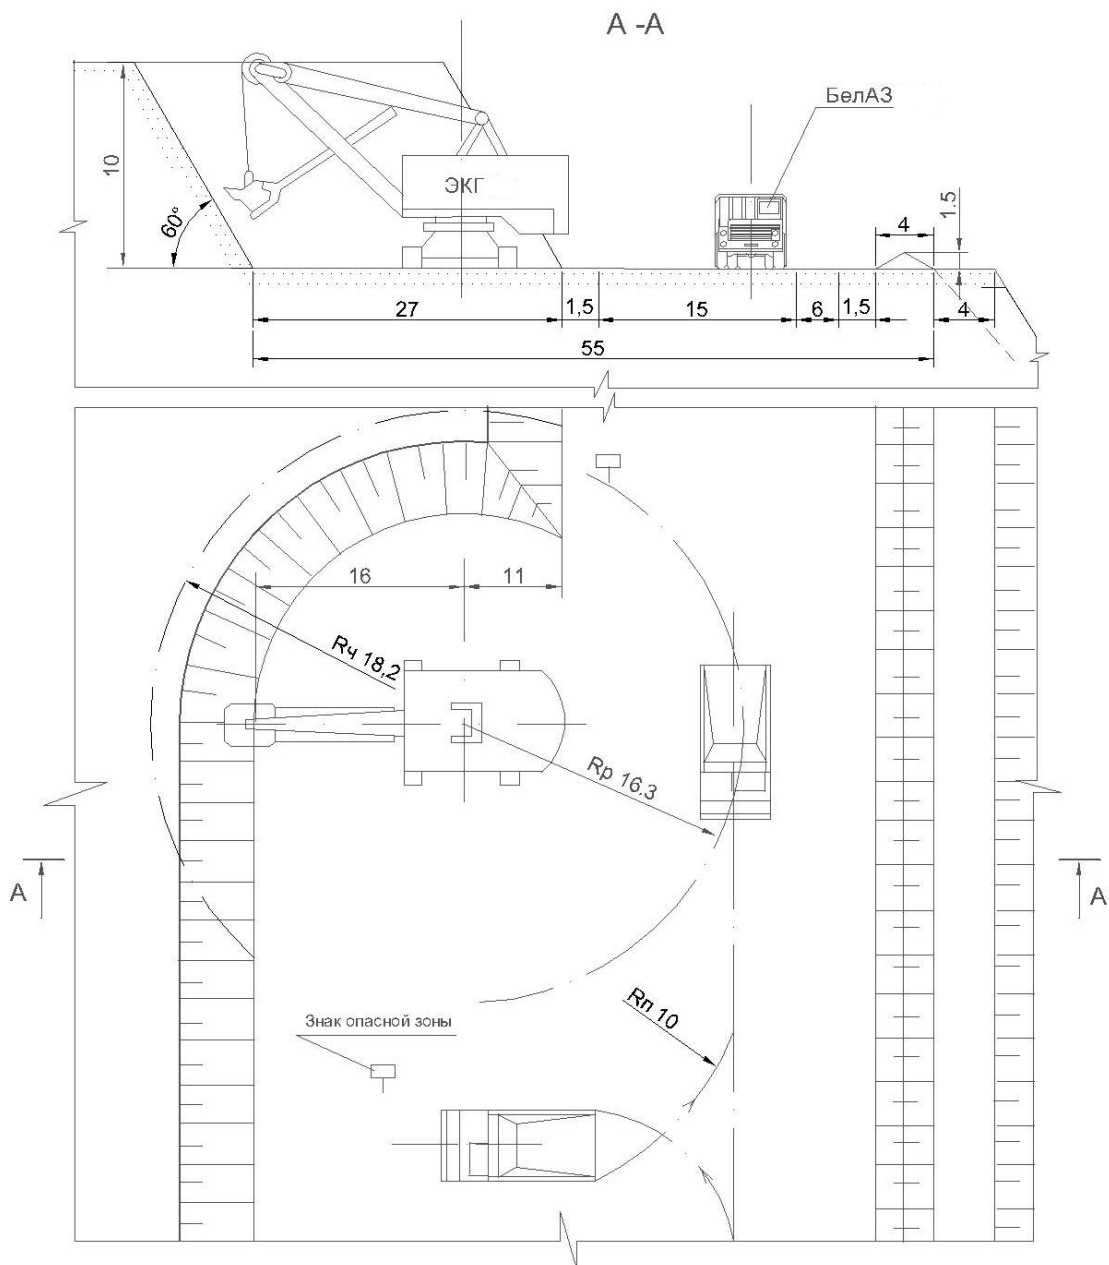 А -А
БелАЗ
10
ЭКГ
60°
4
1.5
27
1,5
15
6
1,5
4
55
16
11
Rч 18,2
Rр 16.3
А
А
Rп 10
Знак опасной зоны